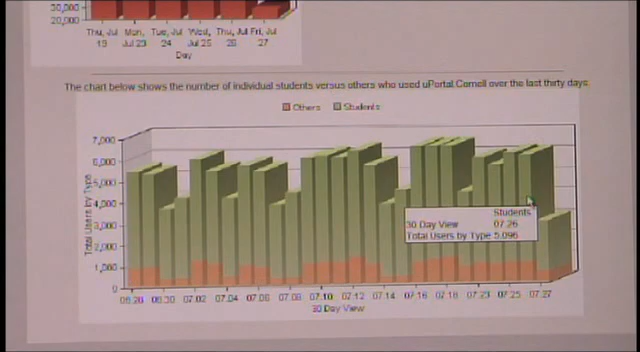 30,000
20,000
Thu, Jul 19
Mon, Jul 23
Tue, Jul 24
Wed, Jul 25
Thu, Jul 26
Fri, Jul 27
Day
The chart below shows the number of individual students versus others who used uPortal.Cornell over the last thirty days.
Others Students
7,000
6,000
5,000
4,000
3,000
2,000
1,000
0
Total Users by Type
Students
30 Day View 07.26
Total Users by Type 5,096
06.28 06.30 07.02 07.04 07.06 07.08 07.10 07.12 07.14 07.16 07.18 07.23 07.25 07.27
30 Day View